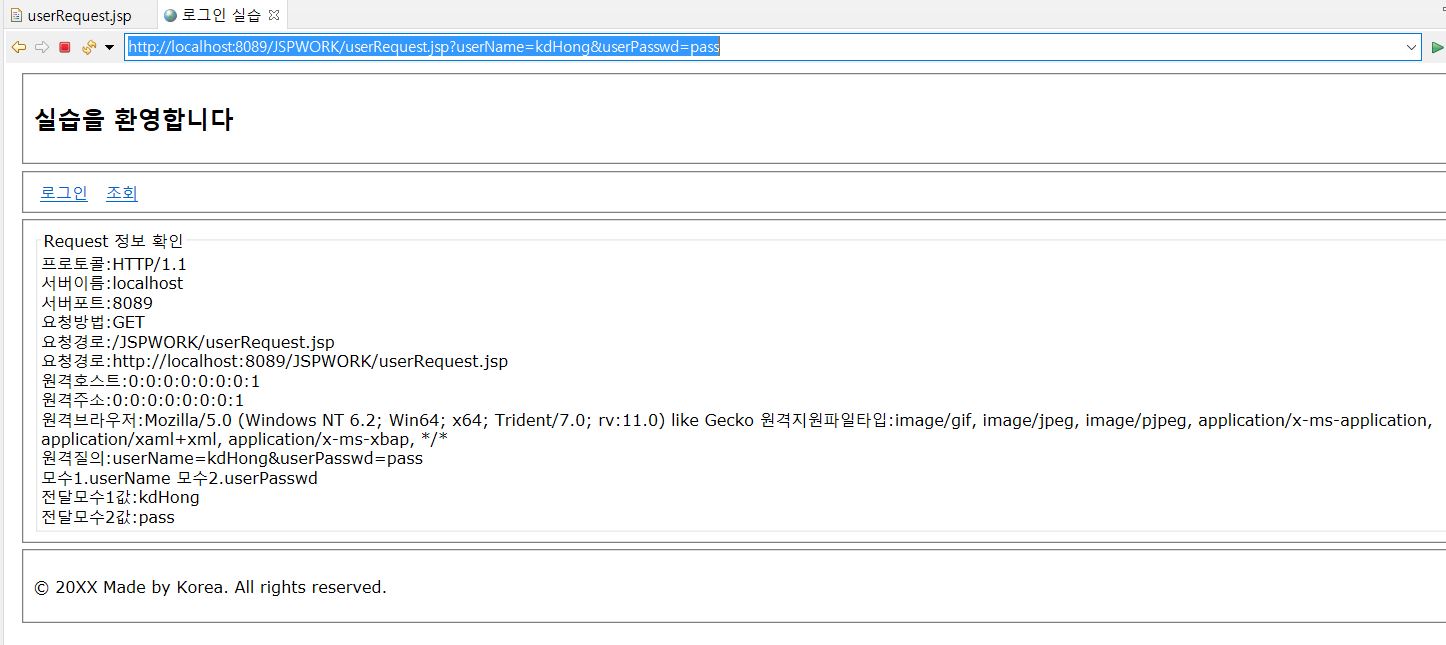 userRequest.jsp 로그인 실습
http://localhost:8089/JSPWORK/userRequest.jsp?userName=kdHong&userPasswd=pass
실습을 환영합니다
로그인 조회
Request 정보 확인
프로토콜:HTTP/1.1
서버이름:localhost
서버포트:8089
요청방법:GET
요청경로:/JSPWORK/userRequest.jsp
요청경로:http://localhost:8089/JSPWORK/userRequest.jsp
원격호스트:0:0:0:0:0:0:0:1
원격주소:0:0:0:0:0:0:0:1
원격브라우저:Mozilla/5.0 (Windows NT 6.2; Win64; x64; Trident/7.0; rv:11.0) like Gecko 원격지원파일타입:image/gif, image/jpeg, image/pjpeg, application/x-ms-application,
application/xaml+xml, application/x-ms-xbap, */*
원격질의:userName=kdHong&userPasswd=pass
모수1.userName 모수2.userPasswd
전달모수1값:kdHong
전달모수2값:pass
© 20XX Made by Korea. All rights reserved.